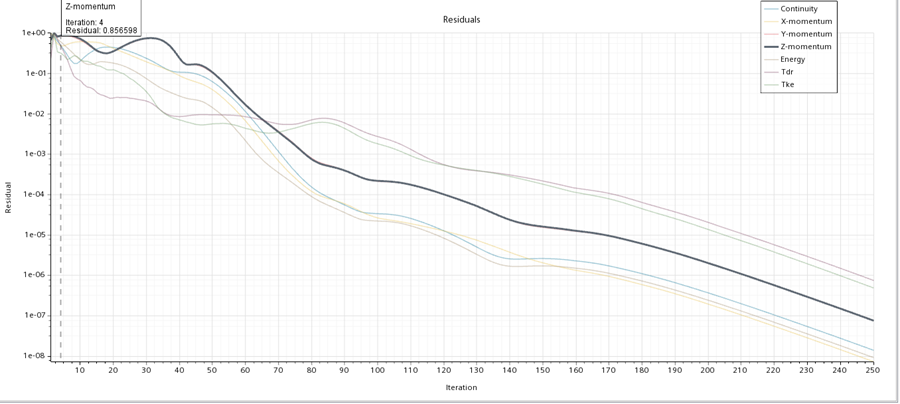 Z-momentum
Iteration: 4
Residual: 0.856598
Residuals
Continuity
X-momentum
Y-momentum
Z-momentum
Energy
Tdr
Tke
1e+00
1e-01
1e-02
1e-03
1e-04
1e-05
1e-06
1e-07
1e-08
Residual
10 20 30 40 50 60 70 80 90 100 110 120 130 140 150 160 170 180 190 200 210 220 230 240 250
Iteration